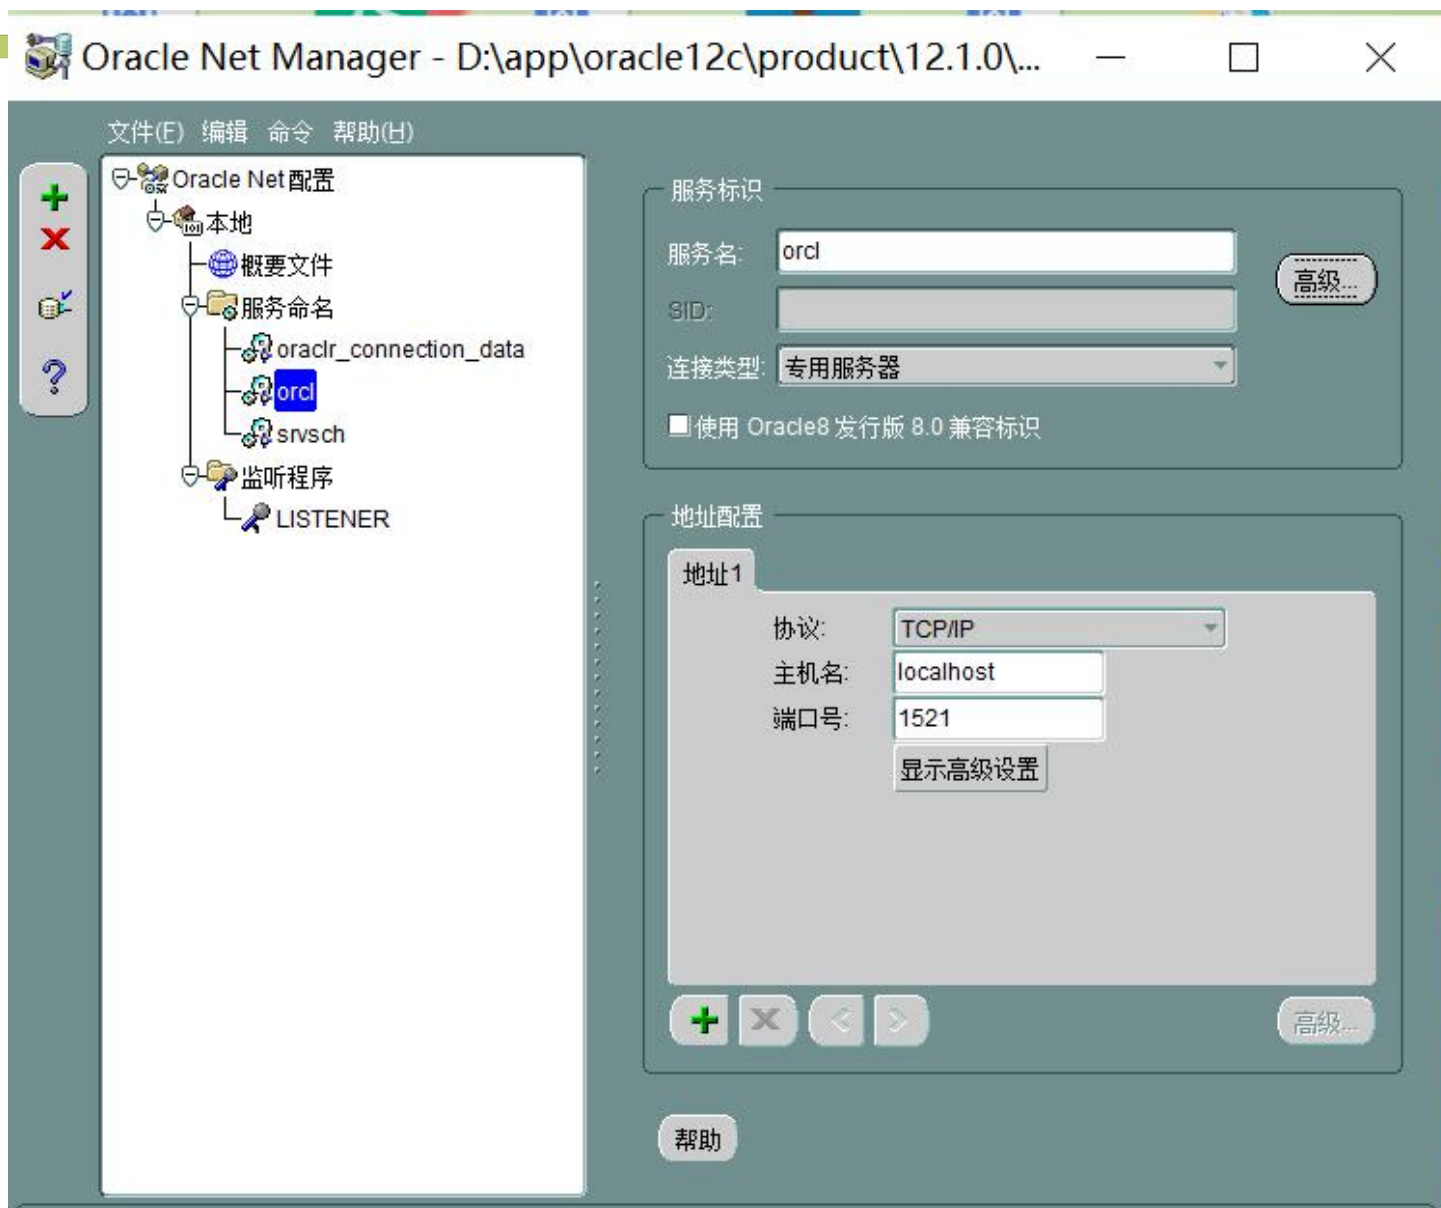 Oracle Net Manager - D:\app\oracle12c\product\12.1.0\...
文件(F) 编辑 命令 帮助(H)
Oracle Net 配置
本地
概要文件
服务命名
oraclr_connection_data
orcl
srvsch
监听程序
LISTENER
服务标识
服务名: orcl
高级...
SID:
连接类型: 专用服务器
使用 Oracle8 发行版 8.0 兼容标识
地址配置
地址1
协议: TCP/IP
主机名: localhost
端口号: 1521
显示高级设置
高级...
帮助